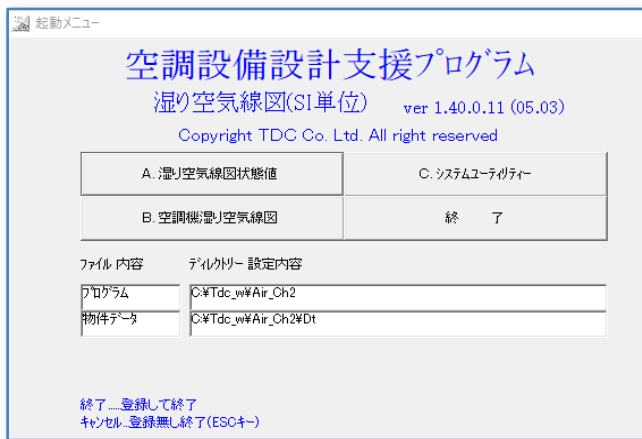 起動メニュー
空調設備設計支援プログラム
湿り空気線図(SI単位) ver 1.40.0.11 (05.03)
Copyright TDC Co. Ltd. All right reserved
A.湿り空気線図状態値 C.システムユーティリティー
B.空調機湿り空気線図 終 了
ファイル 内容 ディレクトリー 設定内容
プログラム C:¥Tdc_w¥Air_Ch2
物件データ C:¥Tdc_w¥Air_Ch2¥Dt
終了.....登録して終了
キャンセル...登録無し終了(ESCキー)